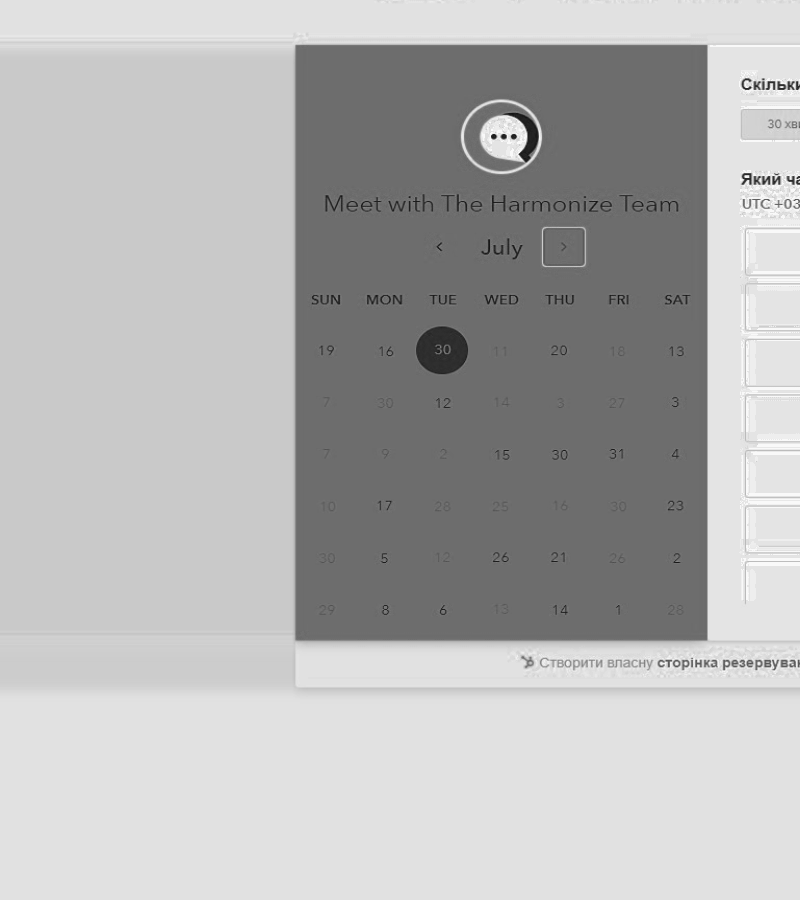 Скільки
30 хви
Meet with The Harmonize Team
Який ча
UTC +03
July
SUN MON TUE WED THU FRI SAT
19 16 30 11 20 18 13
7 30 12 14 3 27 3
7 9 2 15 30 31 4
10 17 28 25 16 30 23
30 5 12 26 21 26 2
29 8 6 13 14 1 28
Створити власну сторінка резервуван